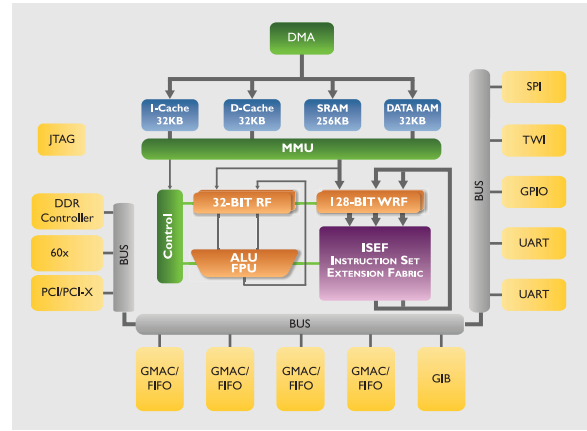 DMA
I-Cache
32KB
D-Cache
32KB
SRAM
256KB
DATA RAM
32KB
MMU
JTAG
SPI
TWI
GPIO
UART
UART
BUS
DDR
Controller
60x
PCI/PCI-X
BUS
Control
32-BIT RF
128-BIT WRF
ALU
FPU
ISEF
INSTRUCTION SET
EXTENSION FABRIC
BUS
GMAC/
FIFO
GMAC/
FIFO
GMAC/
FIFO
GMAC/
FIFO
GIB